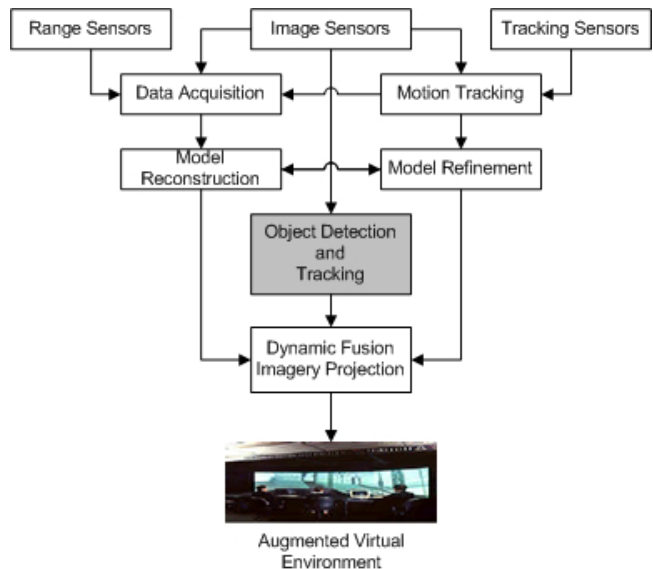 Range Sensors
Image Sensors
Tracking Sensors
Data Acquisition
Motion Tracking
Model
Reconstruction
Model Refinement
Object Detection
and
Tracking
Dynamic Fusion
Imagery Projection
Augmented Virtual
Environment